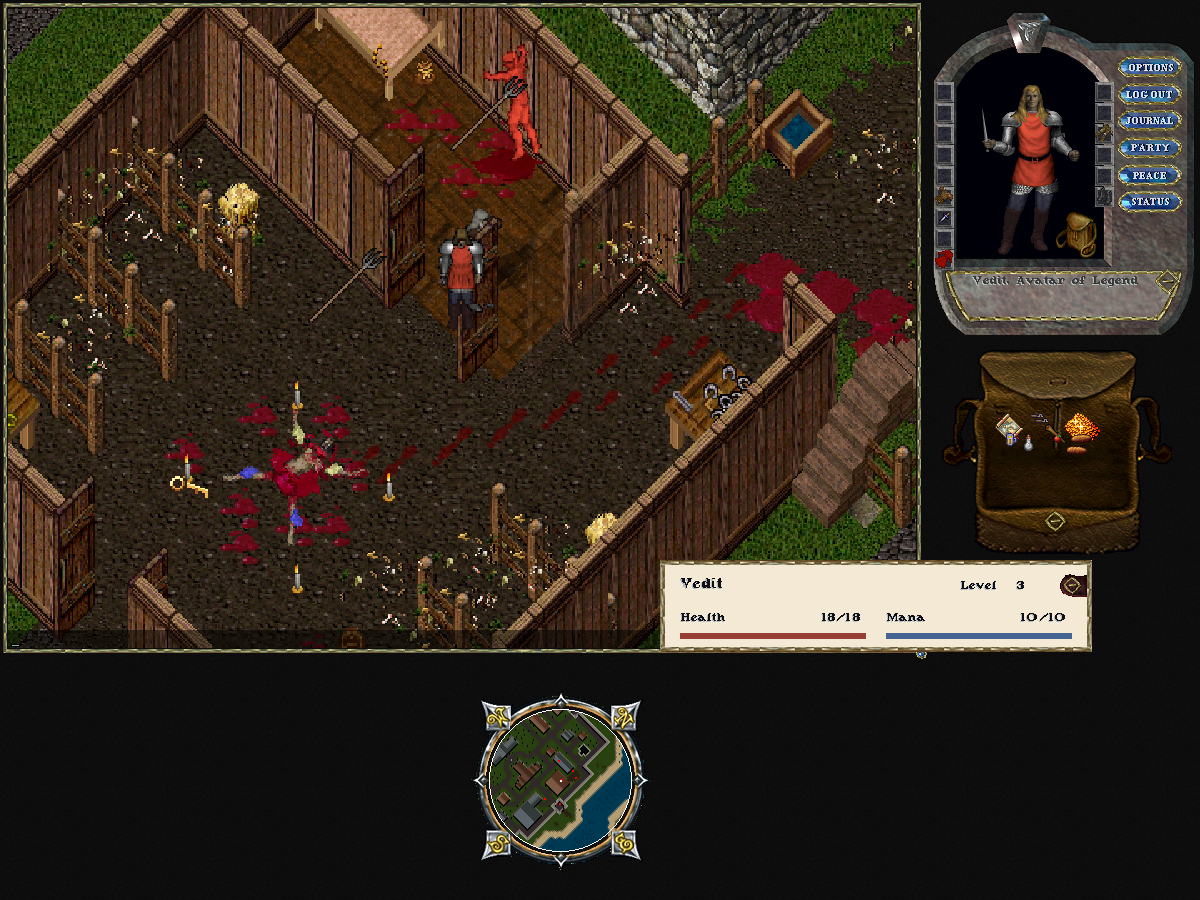 OPTIONS
LOG OUT
JOURNAL
PARTY
PEACE
STATUS
Vedit, Avatar of Legend
Vedit
Level 3
Health 18/18 Mana 10/10